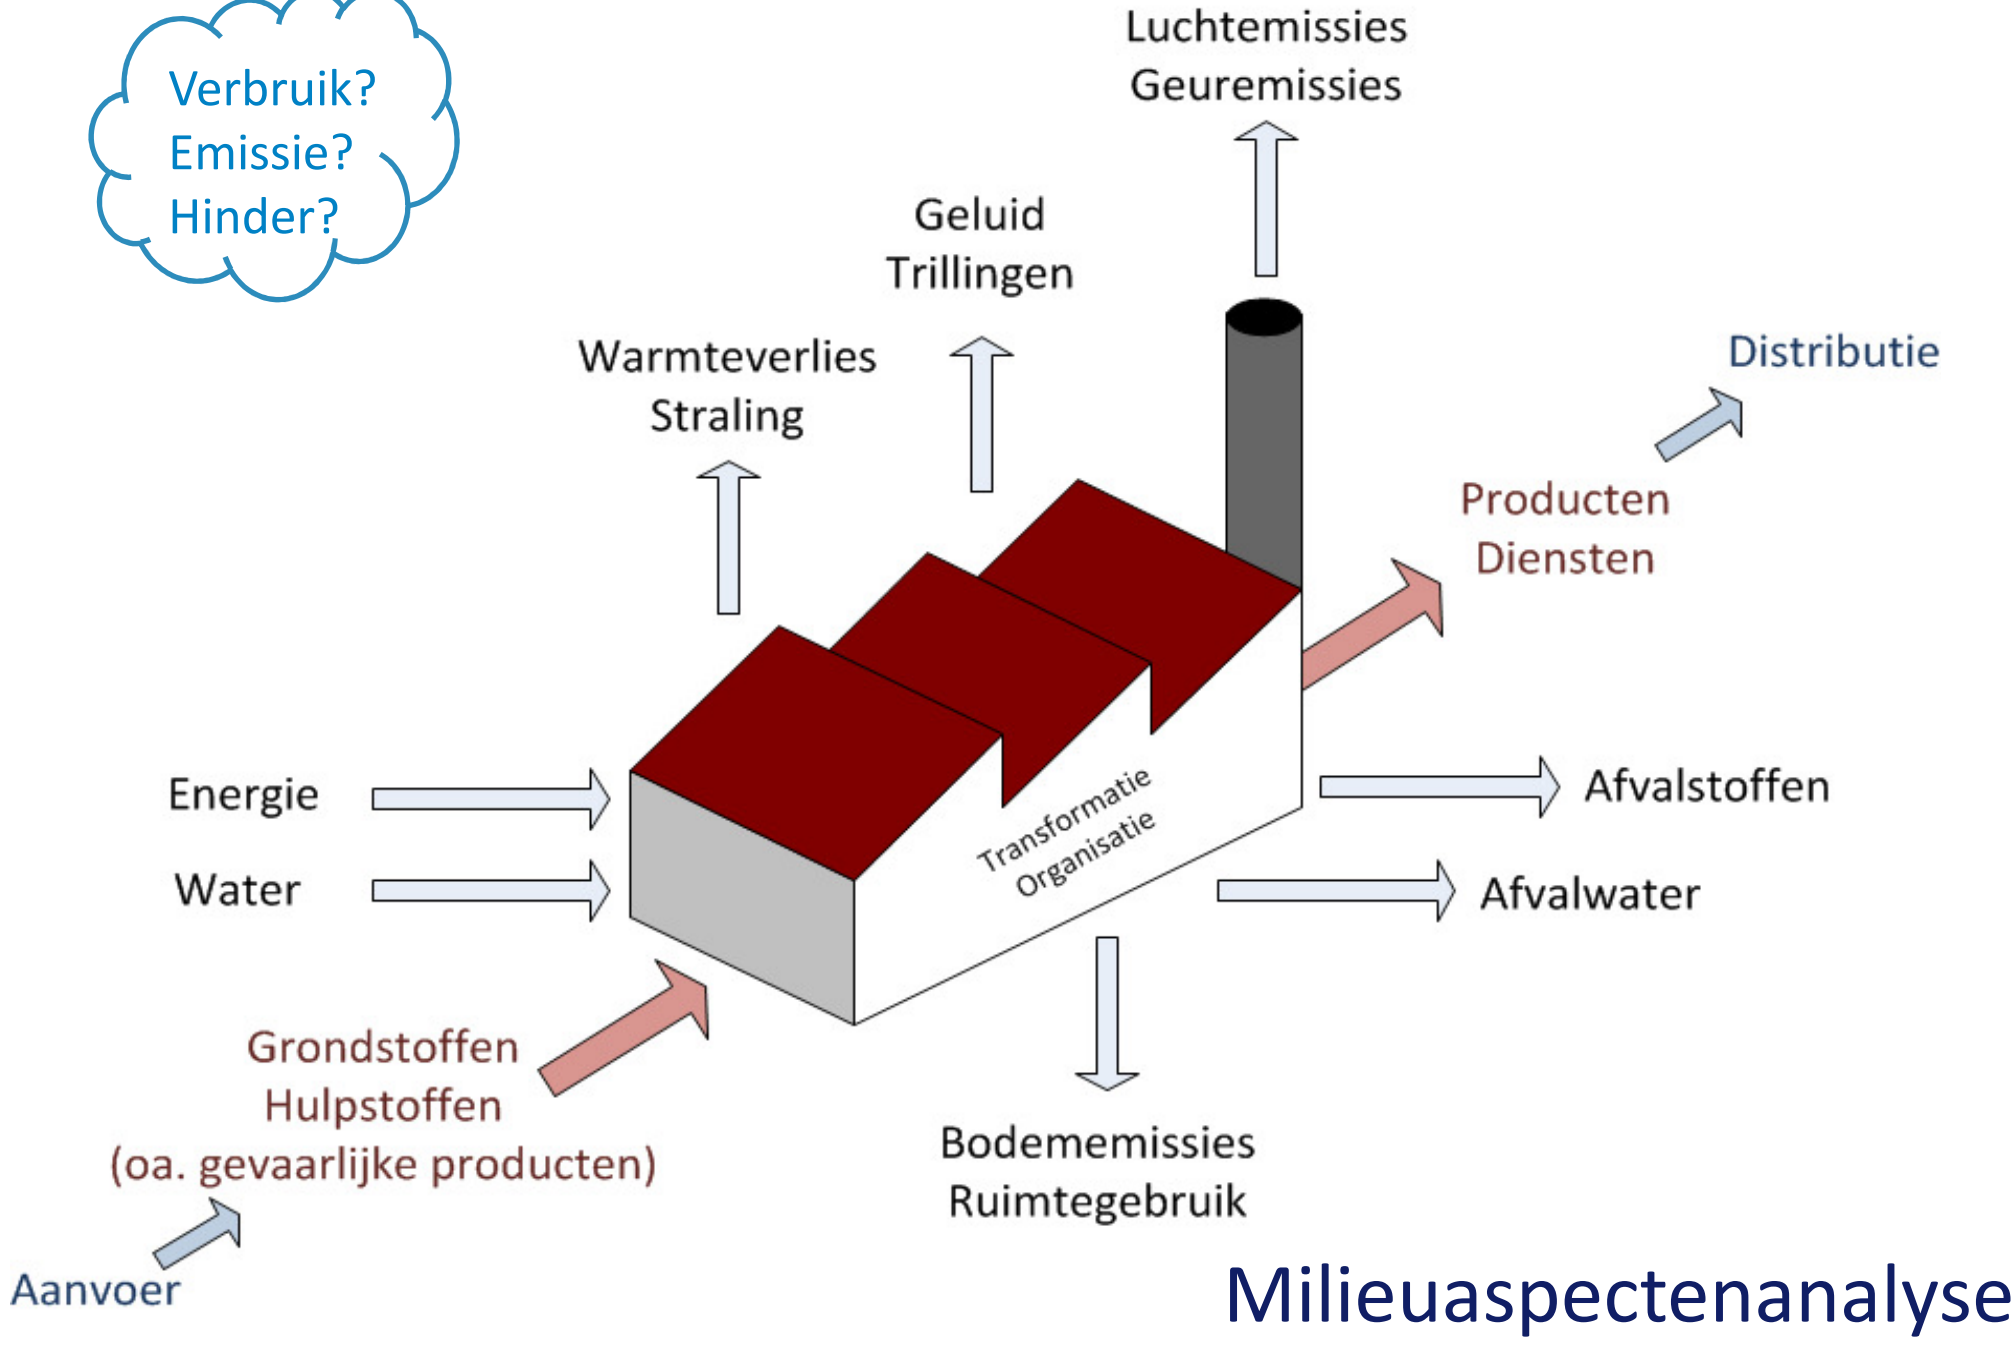 Verbruik?
Emissie?
Hinder?
Luchtemissies
Geuremissies
Geluid
Trillingen
Warmteverlies
Straling
Distributie
Producten
Diensten
Energie
Water
Transformatie
Organisatie
Afvalstoffen
Afvalwater
Grondstoffen
Hulpstoffen
(oa. gevaarlijke producten)
Aanvoer
Bodememissies
Ruimtegebruik
Milieuaspectenanalyse